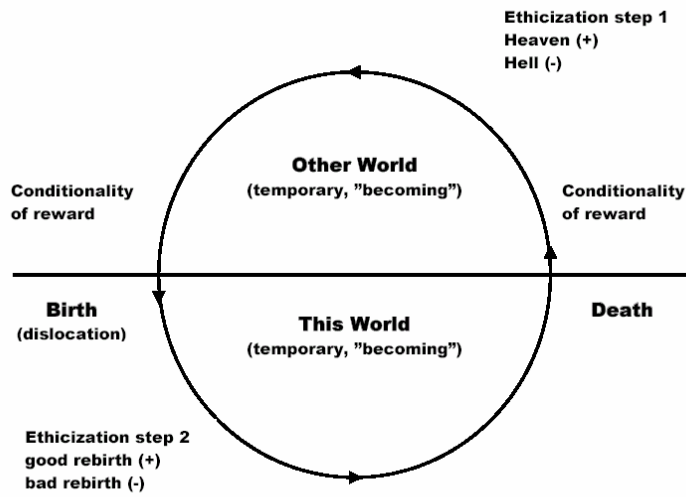 Ethicization step 1
Heaven (+)
Hell (-)
Other World
(temporary, ”becoming”)
Conditionality
of reward
Conditionality
of reward
Birth
(dislocation)
This World
(temporary, ”becoming”)
Death
Ethicization step 2
good rebirth (+)
bad rebirth (-)